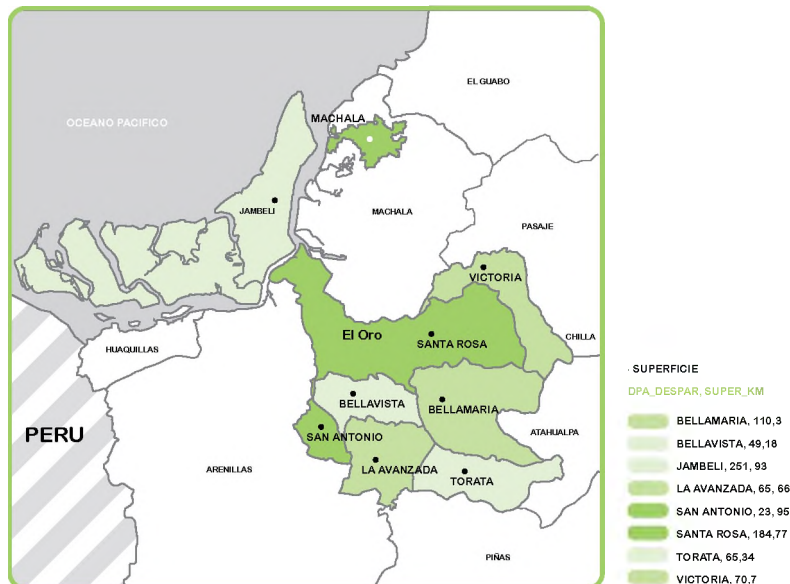 EL GUABO
MACHALA
OCEANO PACIFICO
JAMBELI
MACHALA
PASAJE
VICTORIA
El Oro
SANTA ROSA
CHILLA
HUAQUILLAS
BELLAVISTA
BELLAMARIA
PERU
SAN ANTONIO
ATAHUALPA
ARENILLAS
LA AVANZADA
TORATA
PIÑAS
· SUPERFICIE
DPA_DESPAR, SUPER_KM
BELLAMARIA, 110,3
BELLAVISTA, 49,18
JAMBELI, 251, 93
LA AVANZADA, 65, 66
SAN ANTONIO, 23, 95
SANTA ROSA, 184,77
TORATA, 65,34
VICTORIA, 70,7